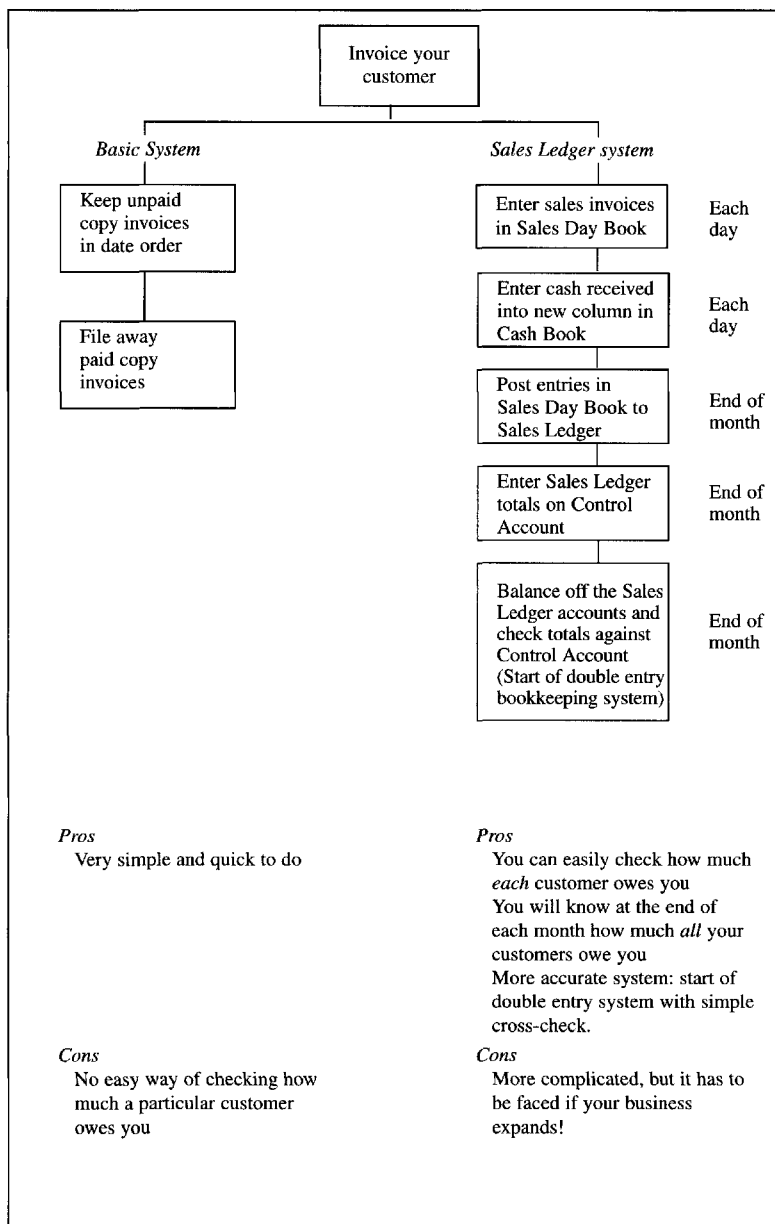 Invoice your
customer
Basic System
Keep unpaid
copy invoices
in date order
File away
paid copy
invoices
Sales Ledger system
Enter sales invoices
in Sales Day Book
Each
day
Enter cash received
into new column in
Cash Book
Each
day
Post entries in
Sales Day Book to
Sales Ledger
End of
month
Enter Sales Ledger
totals on Control
Account
End of
month
Balance off the Sales
Ledger accounts and
check totals against
Control Account
(Start of double entry
bookkeeping system)
End of
month
Pros
Very simple and quick to do
Cons
No easy way of checking how
much a particular customer
owes you
Pros
You can easily check how much
each customer owes you
You will know at the end of
each month how much all your
customers owe you
More accurate system: start of
double entry system with simple
cross-check.
Cons
More complicated, but it has to
be faced if your business
expands!